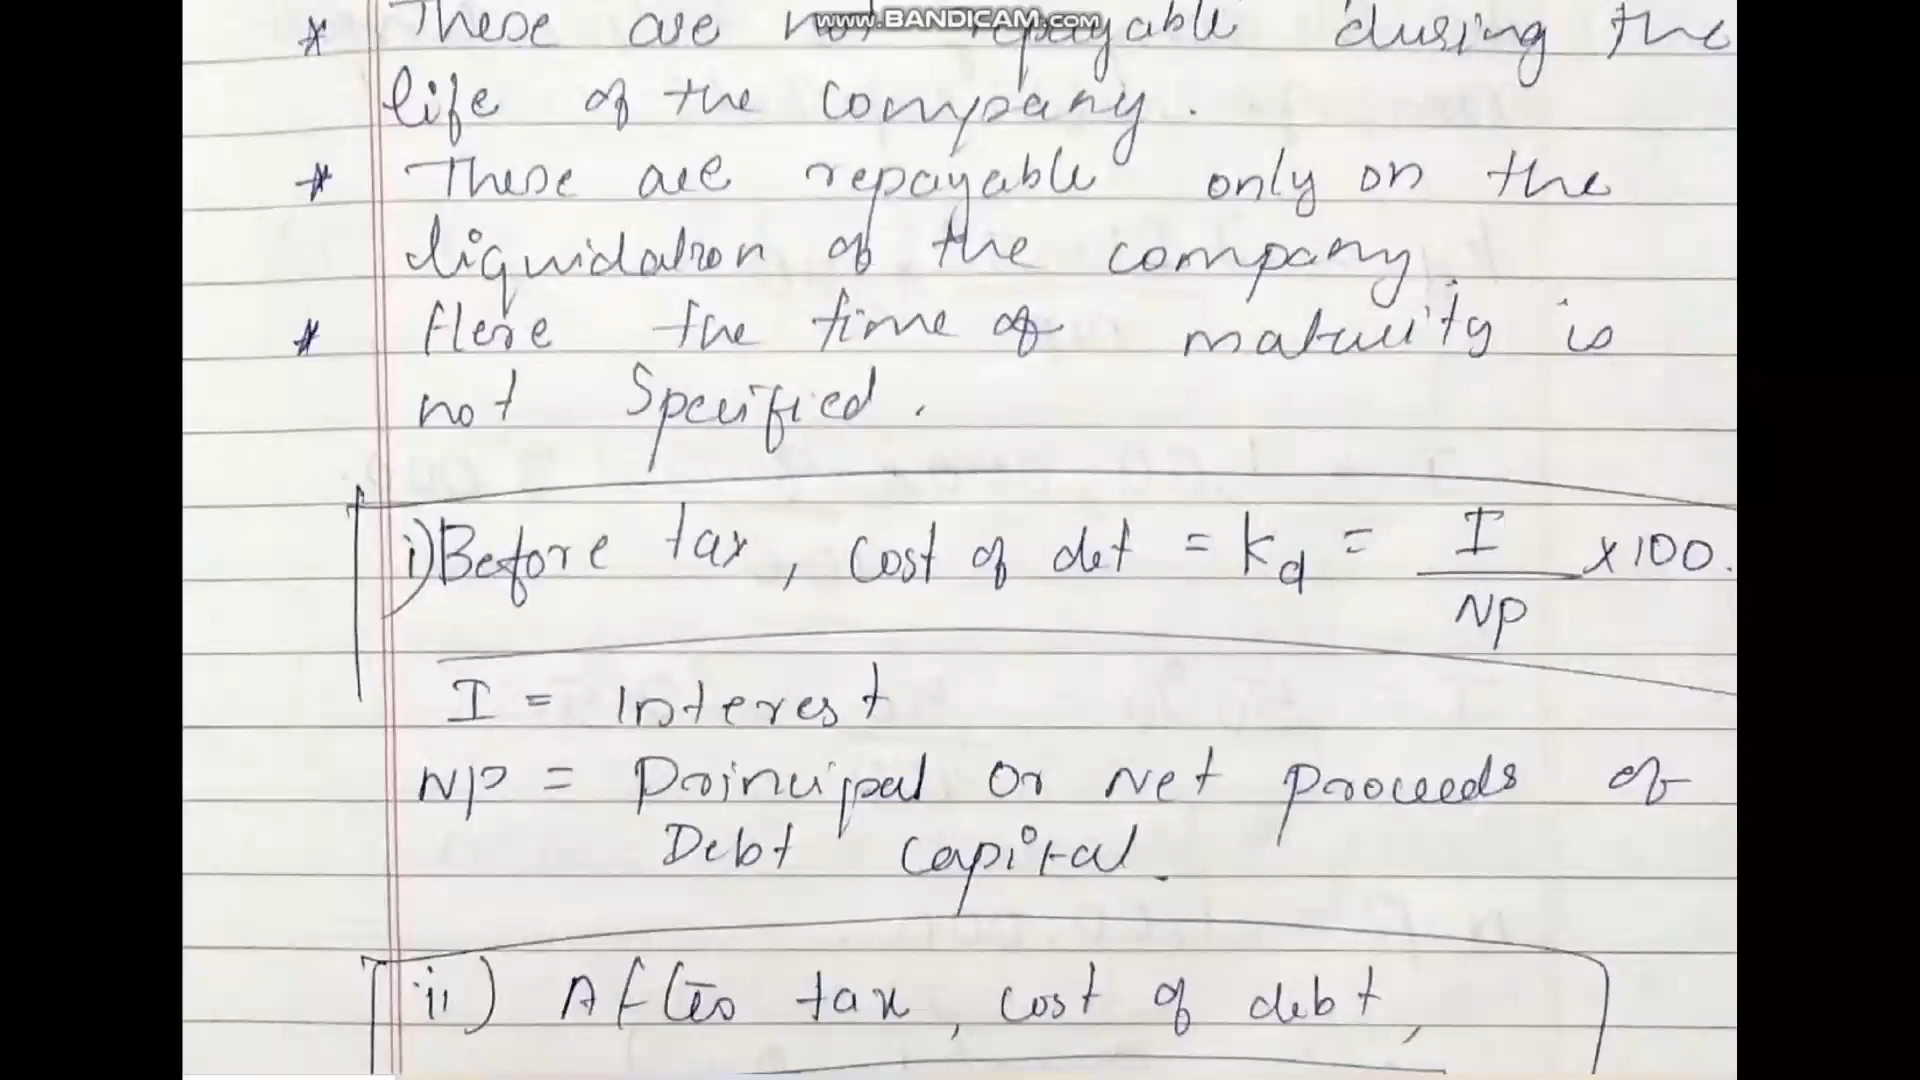 www.BANDICAM.com
* These are not repayable during the
life of the company.
* These are repayable only on the
liquidation of the company.
* Here the time of maturity is
not Specified.
i) Before tax, cost of det = Kd = I/NP x100.
I = Interest
NP = Principal or Net proceeds of
Debt capital.
ii) After tax, cost of debt,